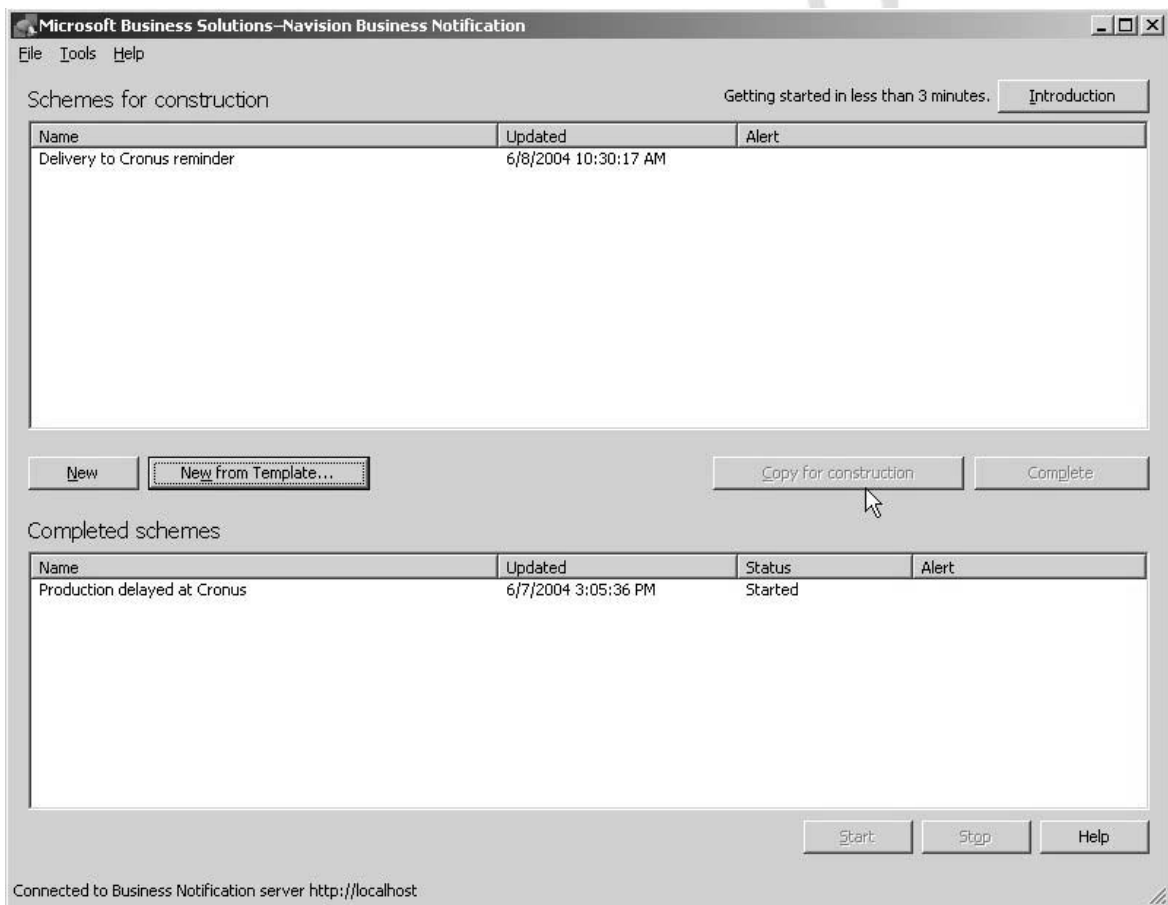 Microsoft Business Solutions–Navision Business Notification
File Tools Help
Schemes for construction
Getting started in less than 3 minutes. Introduction
Name Updated Alert
Delivery to Cronus reminder 6/8/2004 10:30:17 AM
New New from Template... Copy for construction Complete
Completed schemes
Name Updated Status Alert
Production delayed at Cronus 6/7/2004 3:05:36 PM Started
Start Stop Help
Connected to Business Notification server http://localhost